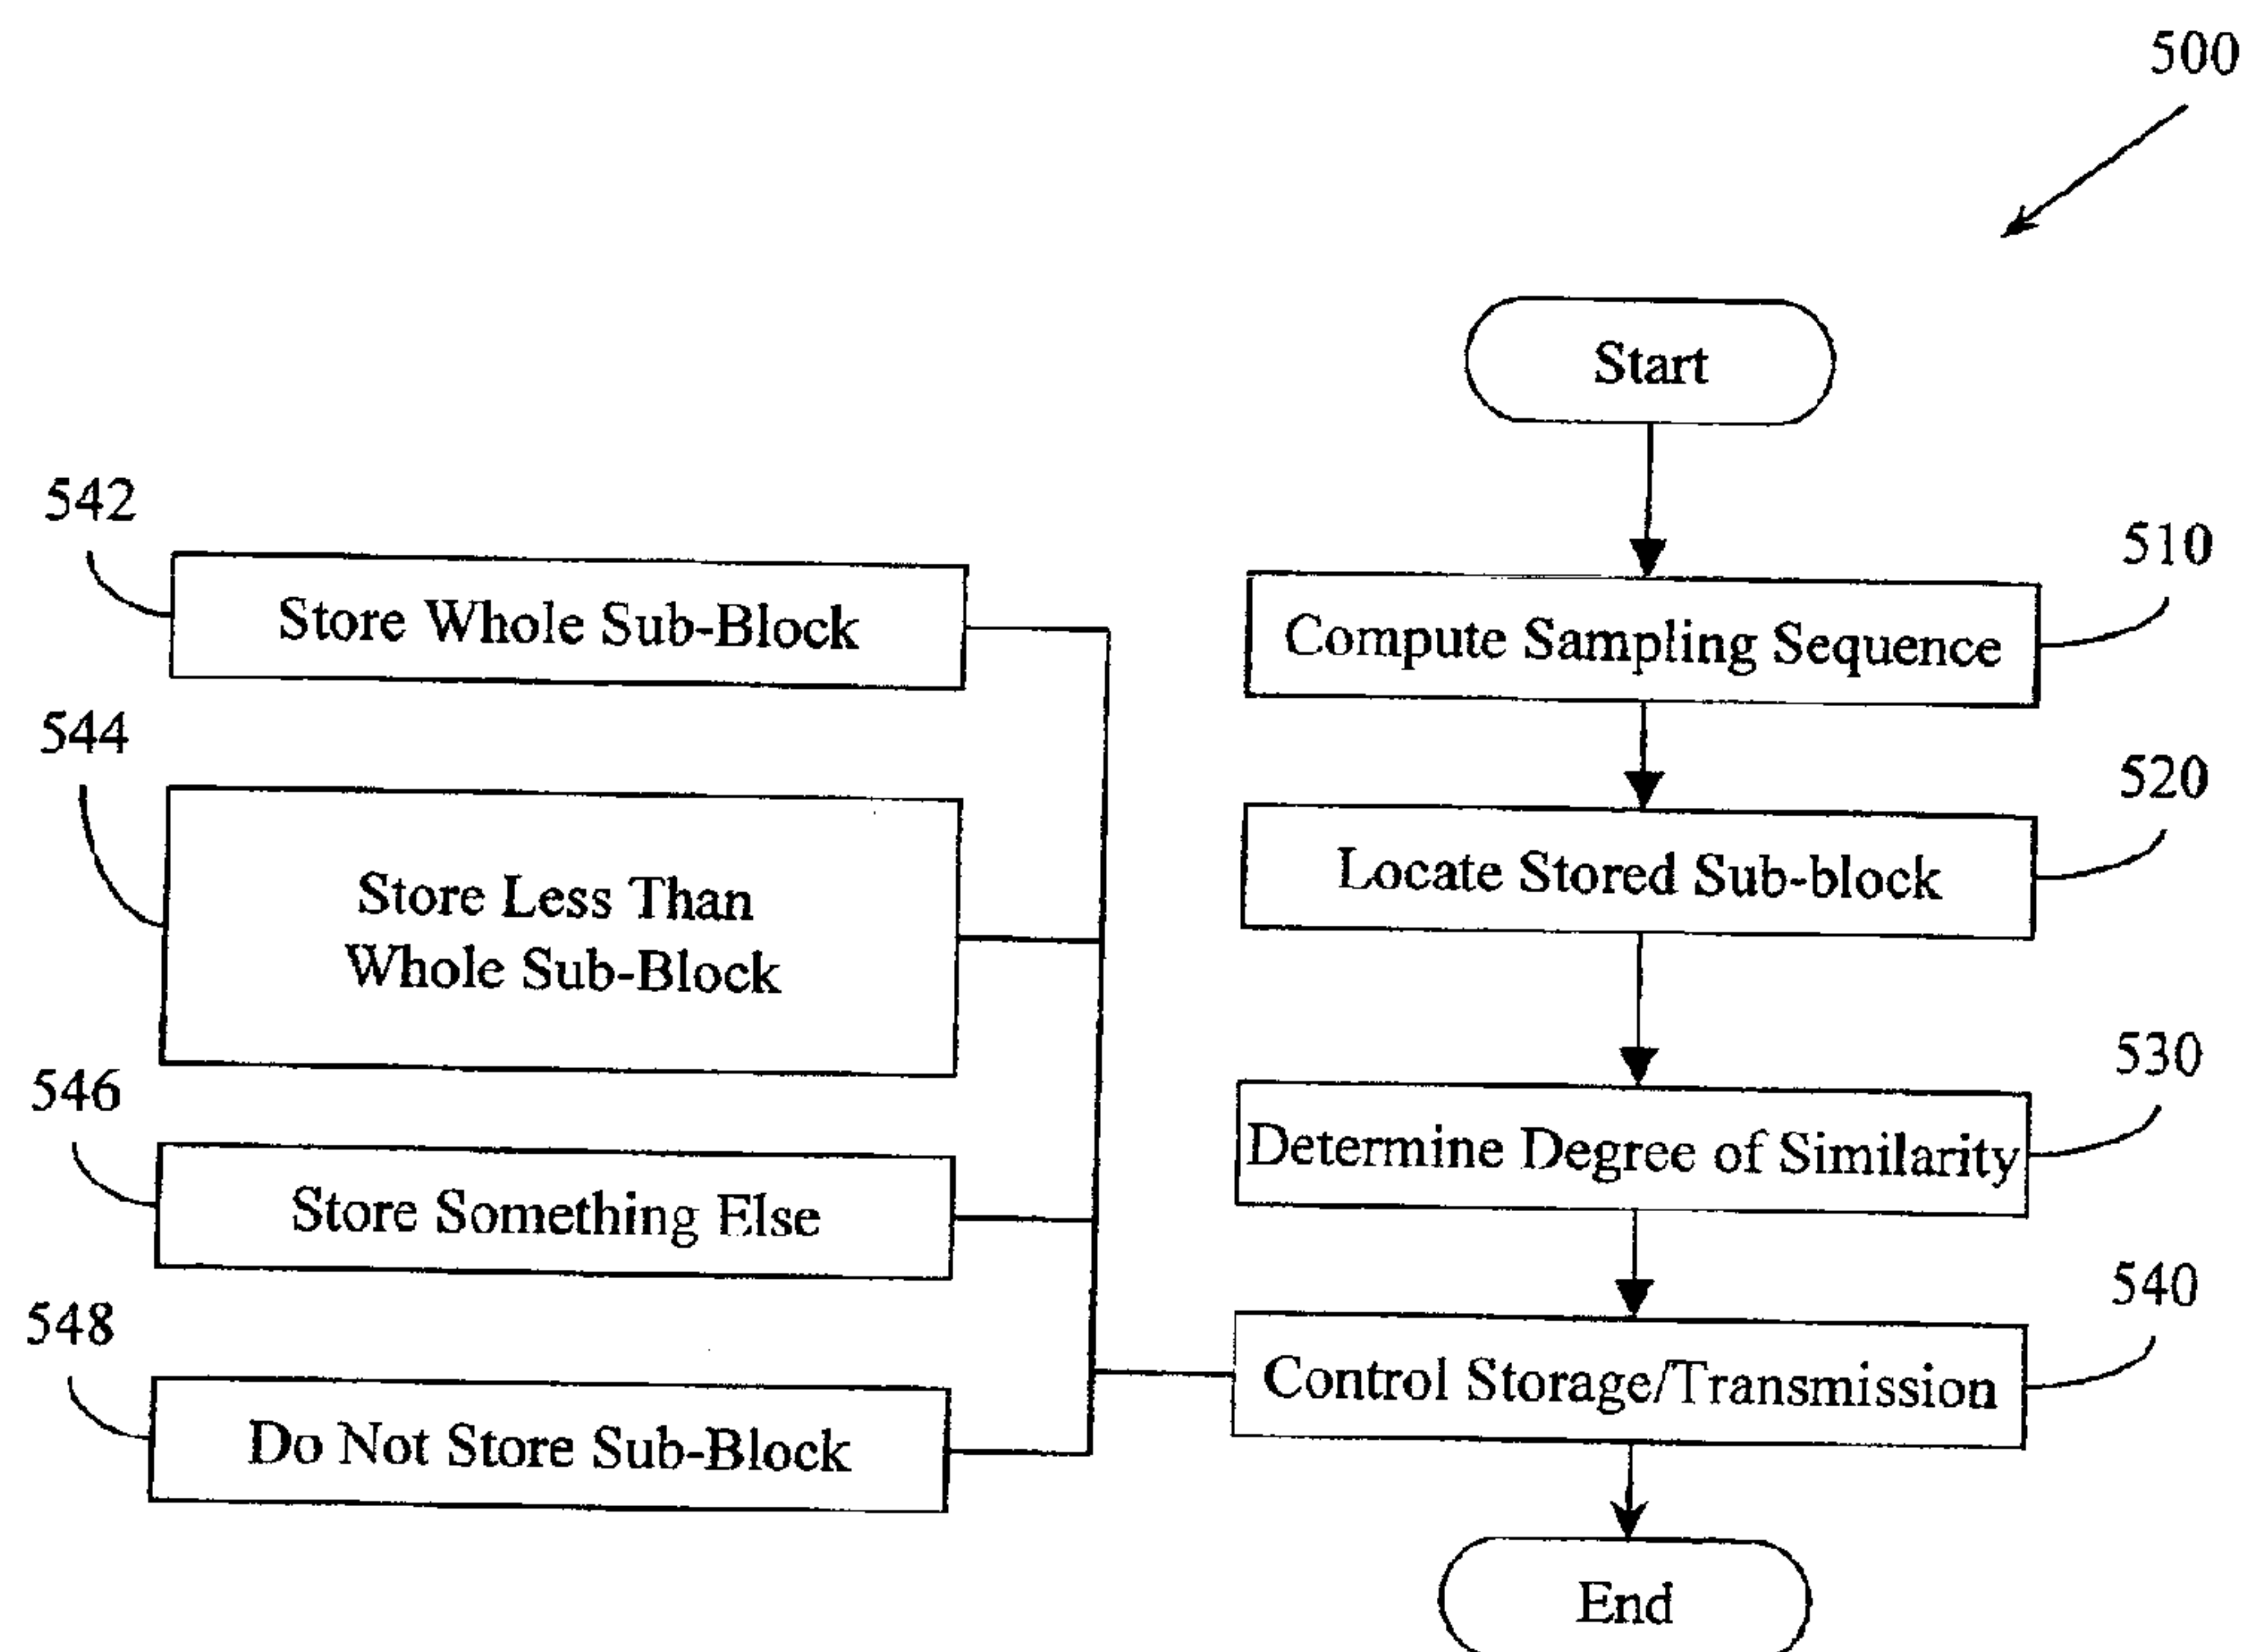 500
Start
510
Compute Sampling Sequence
520
Locate Stored Sub-block
530
Determine Degree of Similarity
540
Control Storage/Transmission
End
542
Store Whole Sub-Block
544
Store Less Than
Whole Sub-Block
546
Store Something Else
548
Do Not Store Sub-Block